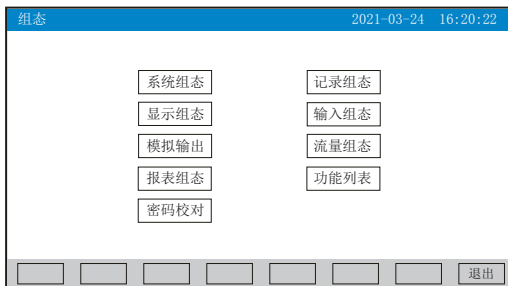 组态 2021-03-24 16:20:22
系统组态 记录组态
显示组态 输入组态
模拟输出 流量组态
报表组态 功能列表
密码校对
退出